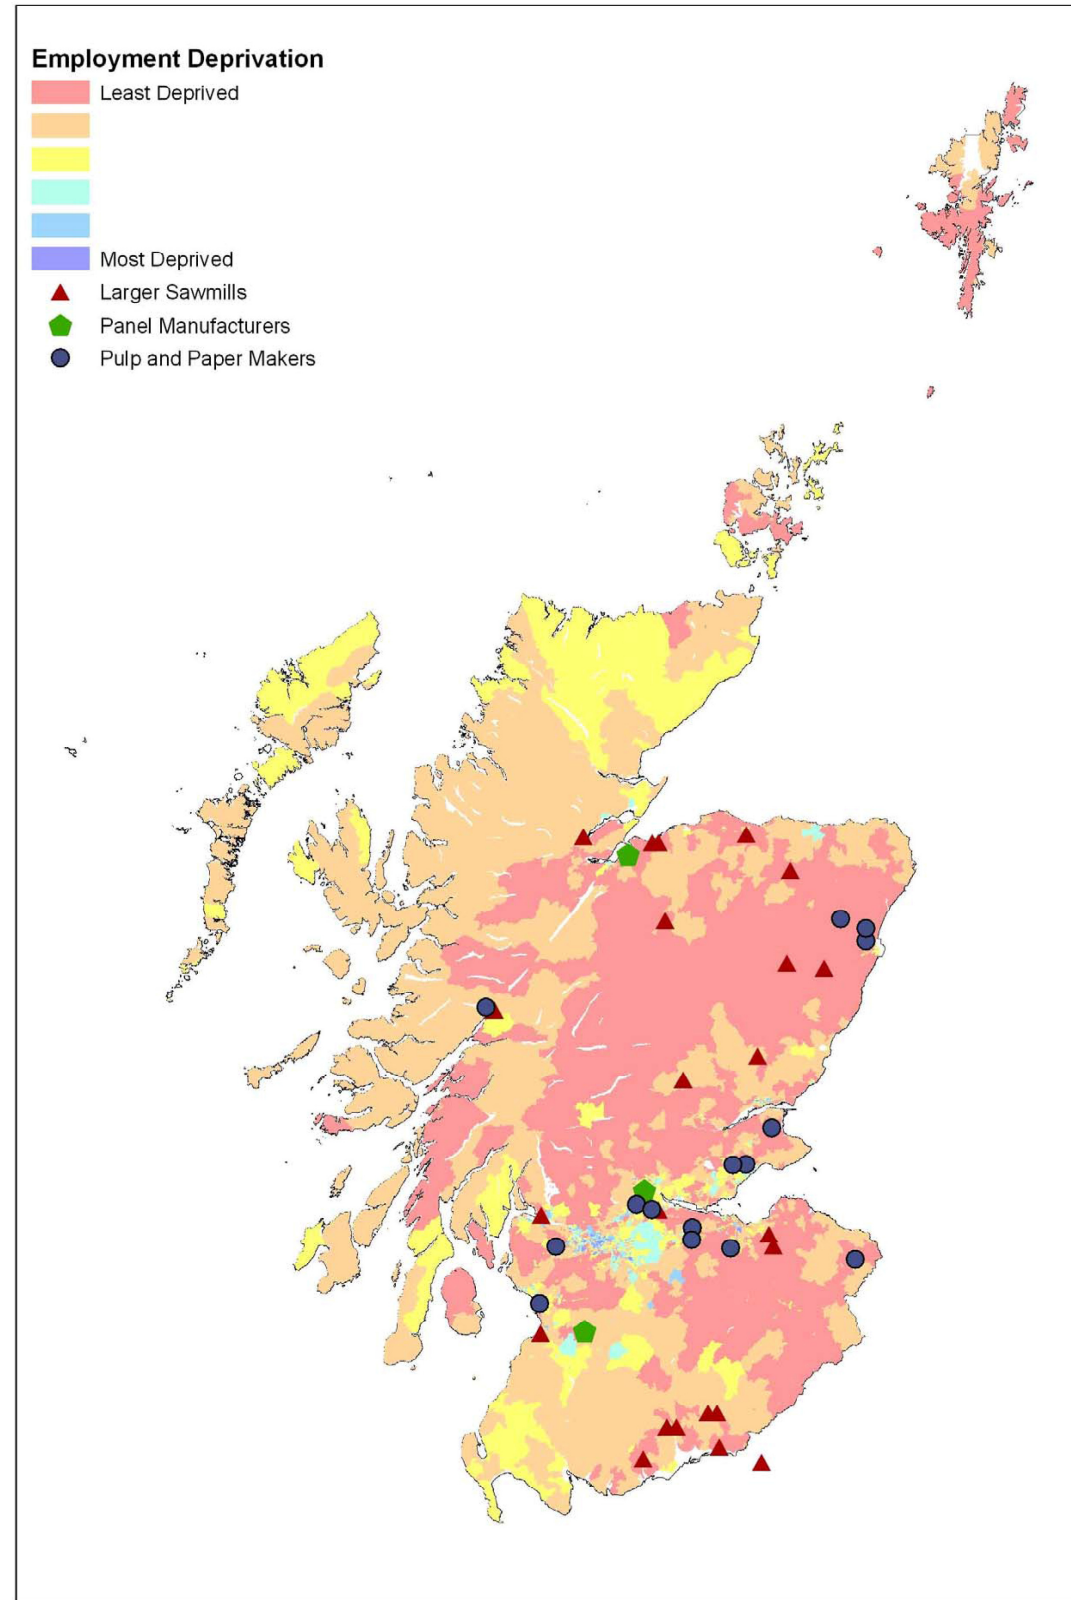 Employment Deprivation
Least Deprived
Most Deprived
Larger Sawmills
Panel Manufacturers
Pulp and Paper Makers